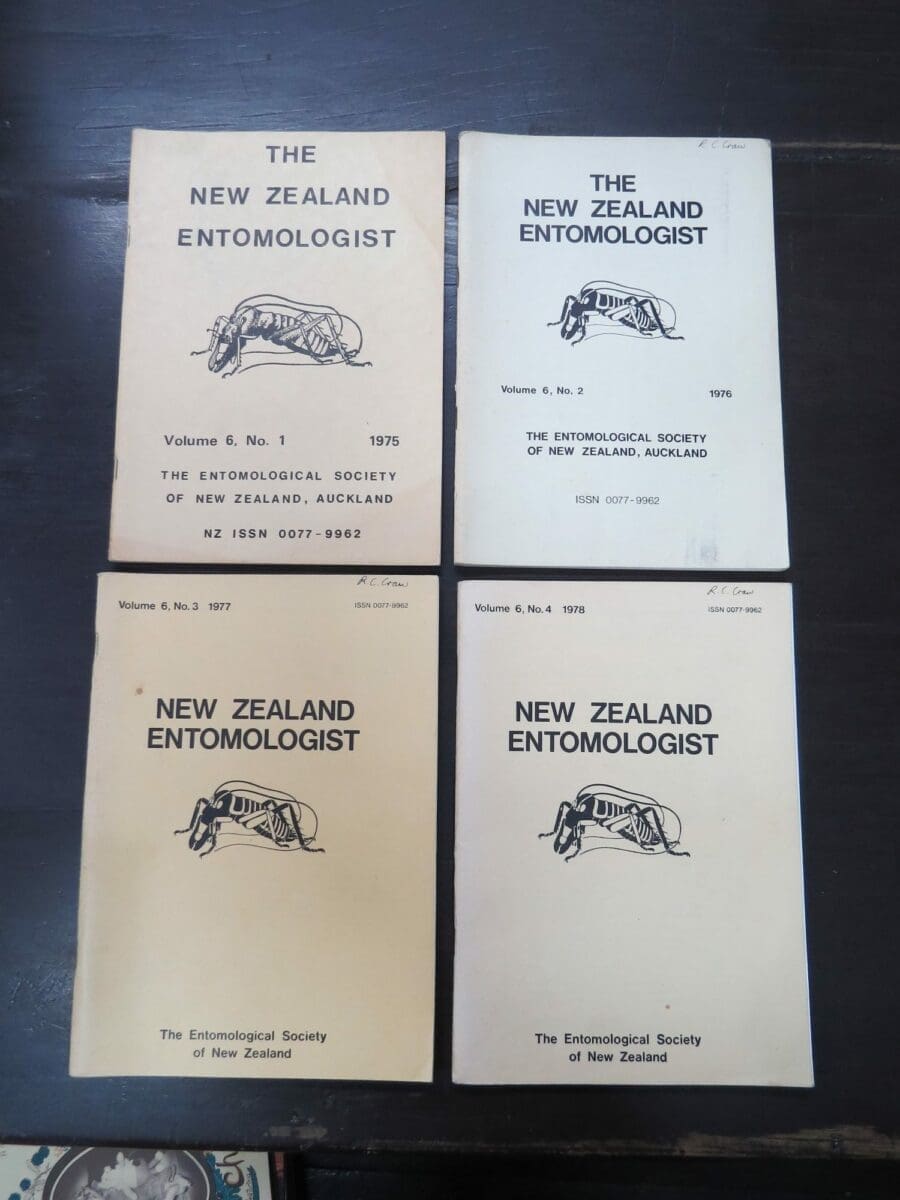 THE
NEW ZEALAND
ENTOMOLOGIST
Volume 6, No. 1 1975
THE ENTOMOLOGICAL SOCIETY
OF NEW ZEALAND, AUCKLAND
NZ ISSN 0077-9962
R. C. Craw
THE
NEW ZEALAND
ENTOMOLOGIST
Volume 6, No. 2 1976
THE ENTOMOLOGICAL SOCIETY
OF NEW ZEALAND, AUCKLAND
ISSN 0077-9962
R. C. Craw
Volume 6, No. 3 1977 ISSN 0077-9962
NEW ZEALAND
ENTOMOLOGIST
The Entomological Society
of New Zealand
R. C. Craw
Volume 6, No. 4 1978 ISSN 0077-9962
NEW ZEALAND
ENTOMOLOGIST
The Entomological Society
of New Zealand